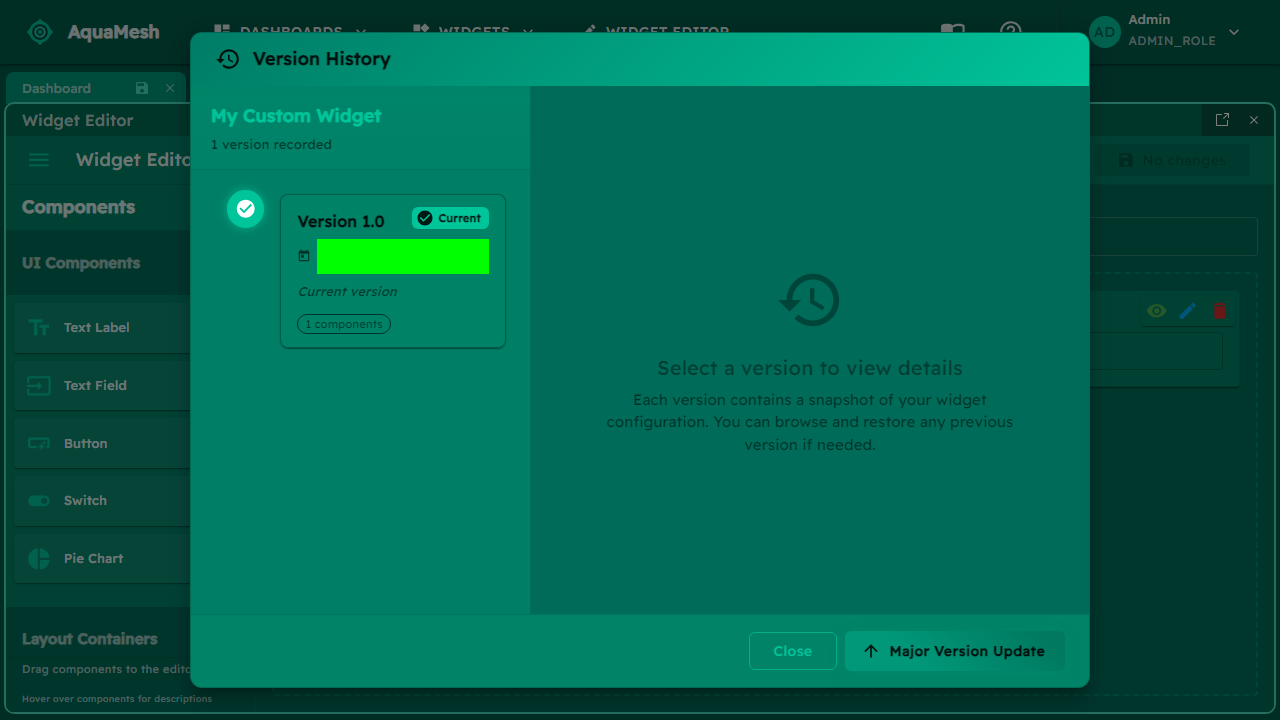 AquaMesh
DASHBOARDS
WIDGETS
WIDGET EDITOR
AD
Admin
ADMIN_ROLE
Dashboard
Widget Editor
Widget Edito
No changes
Components
UI Components
Text Label
Text Field
Button
Switch
Pie Chart
Layout Containers
Drag components to the edito
Hover over components for descriptions
Version History
My Custom Widget
1 version recorded
Version 1.0
Current
Current version
1 components
Select a version to view details
Each version contains a snapshot of your widget
configuration. You can browse and restore any previous
version if needed.
Close
Major Version Update